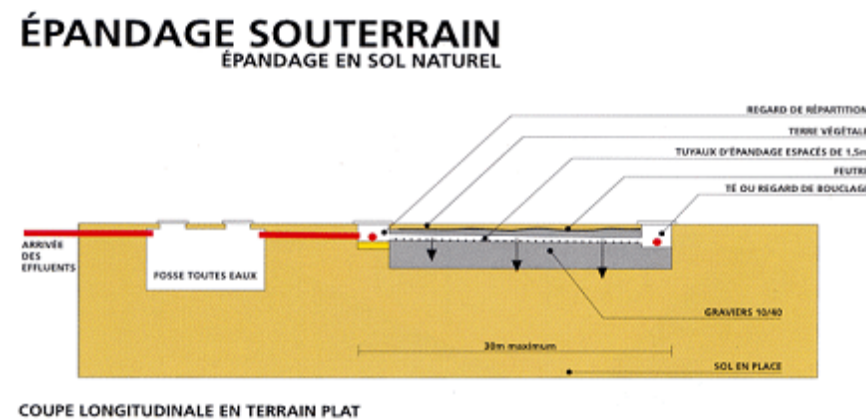 ÉPANDAGE SOUTERRAIN
ÉPANDAGE EN SOL NATUREL
REGARD DE RÉPARTITION
TERRE VÉGÉTALE
TUYAUX D'ÉPANDAGE ESPACÉS DE 1,5m
FEUTRE
TÉ OU REGARD DE BOUCLAGE
ARRIVÉE
DES
EFFLUENTS
FOSSE TOUTES EAUX
GRAVIERS 10/40
30m maximum
SOL EN PLACE
COUPE LONGITUDINALE EN TERRAIN PLAT